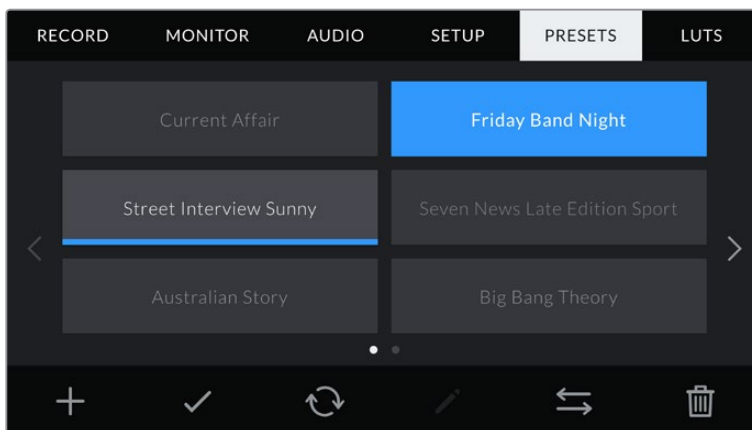 RECORD MONITOR AUDIO SETUP PRESETS LUTS
Current Affair Friday Band Night
Street Interview Sunny Seven News Late Edition Sport
Australian Story Big Bang Theory